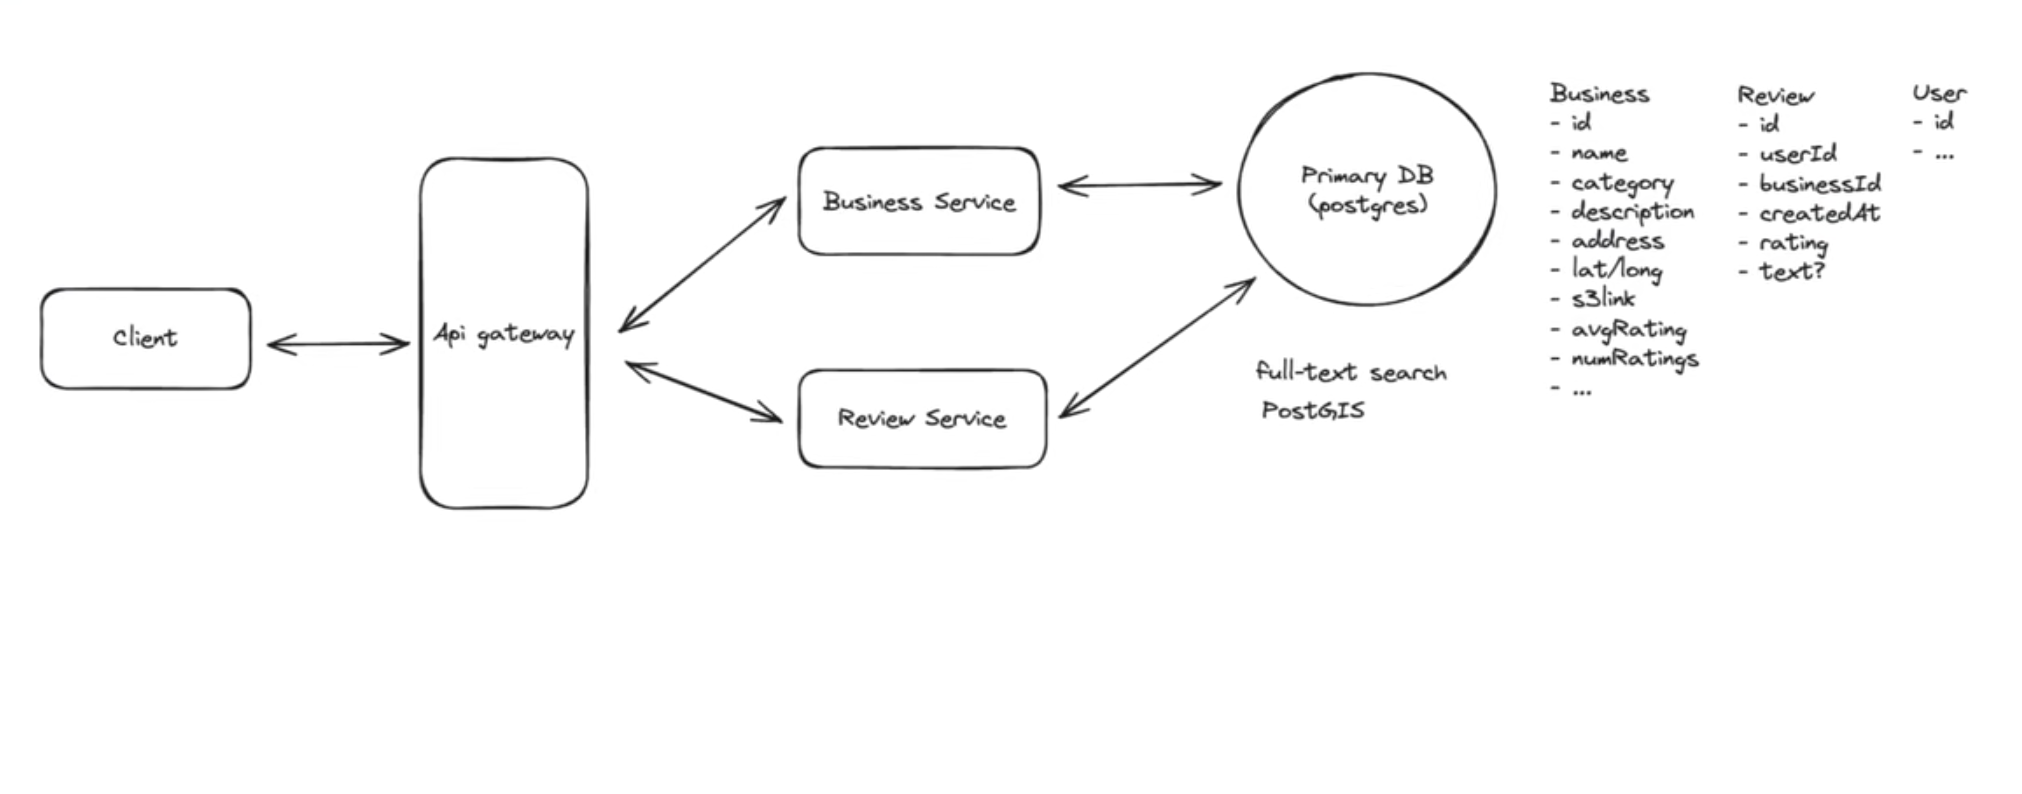 Client
Api gateway
Business Service
Review Service
Primary DB
(postgres)
full-text search
PostGIS
Business
- id
- name
- category
- description
- address
- lat/long
- s3link
- avgRating
- numRatings
- ...
Review
- id
- userId
- businessId
- createdAt
- rating
- text?
User
- id
- ...